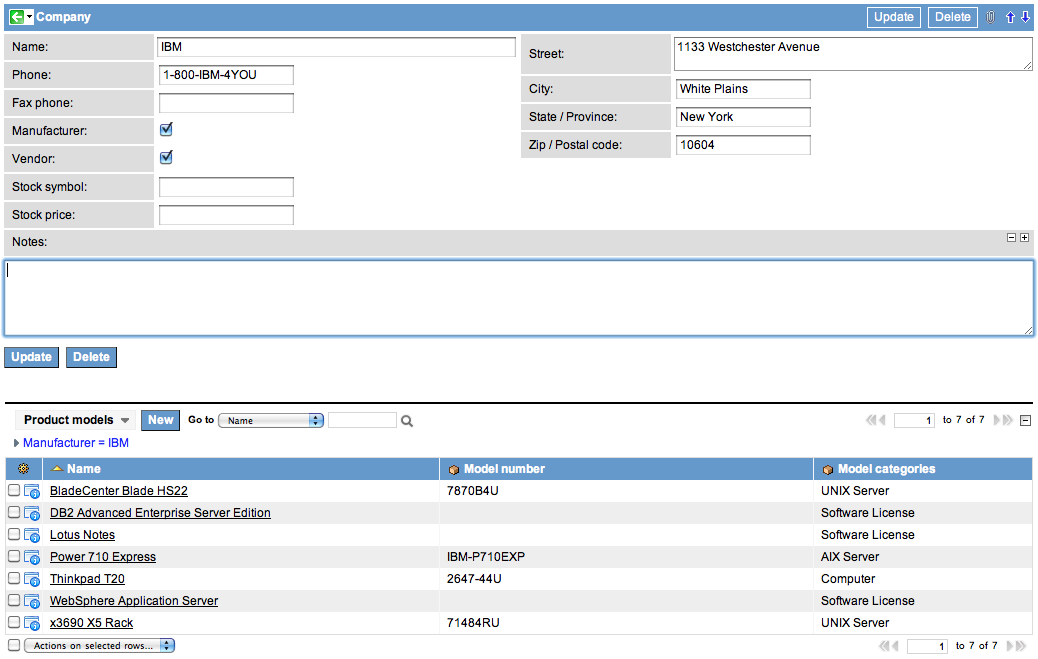 Company Update Delete
Name: IBM
Phone: 1-800-IBM-4YOU
Fax phone:
Manufacturer:
Vendor:
Stock symbol:
Stock price:
Street: 1133 Westchester Avenue
City: White Plains
State / Province: New York
Zip / Postal code: 10604
Notes:
Update Delete
Product models New Go to Name 1 to 7 of 7
Manufacturer = IBM
Name Model number Model categories
BladeCenter Blade HS22 7870B4U UNIX Server
DB2 Advanced Enterprise Server Edition Software License
Lotus Notes Software License
Power 710 Express IBM-P710EXP AIX Server
Thinkpad T20 2647-44U Computer
WebSphere Application Server Software License
x3690 X5 Rack 71484RU UNIX Server
Actions on selected rows... 1 to 7 of 7